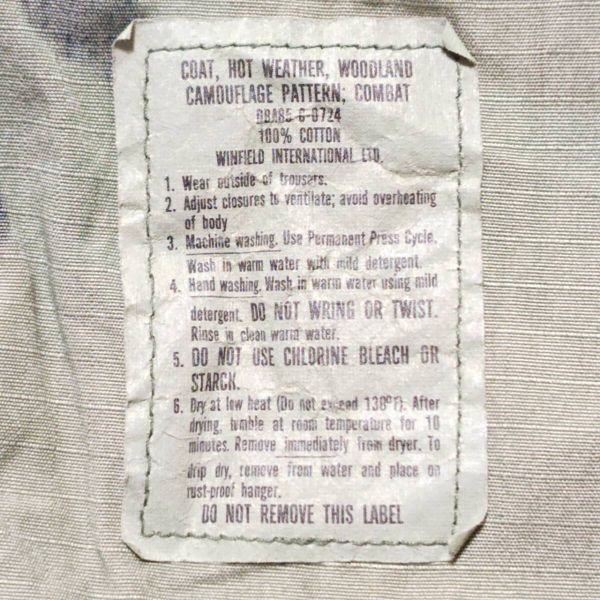 COAT, HOT WEATHER, WOODLAND
CAMOUFLAGE PATTERN; COMBAT
100% COTTON
WINFIELD INTERNATIONAL LTD.
1. Wear outside of trousers.
2. Adjust closures to ventilate; avoid overheating
of body
3. Machine washing. Use Permanent Press Cycle.
Wash in warm water with mild detergent.
4. Hand washing. Wash in warm water using mild
detergent. DO NOT WRING OR TWIST.
Rinse in clean warm water.
5. DO NOT USE CHLORINE BLEACH OR
STARCH.
6. Dry at low heat (Do not exceed 130°F). After
drying, tumble at room temperature for 10
minutes. Remove immediately from dryer. To
drip dry, remove from water and place on
rust-proof hanger.
DO NOT REMOVE THIS LABEL